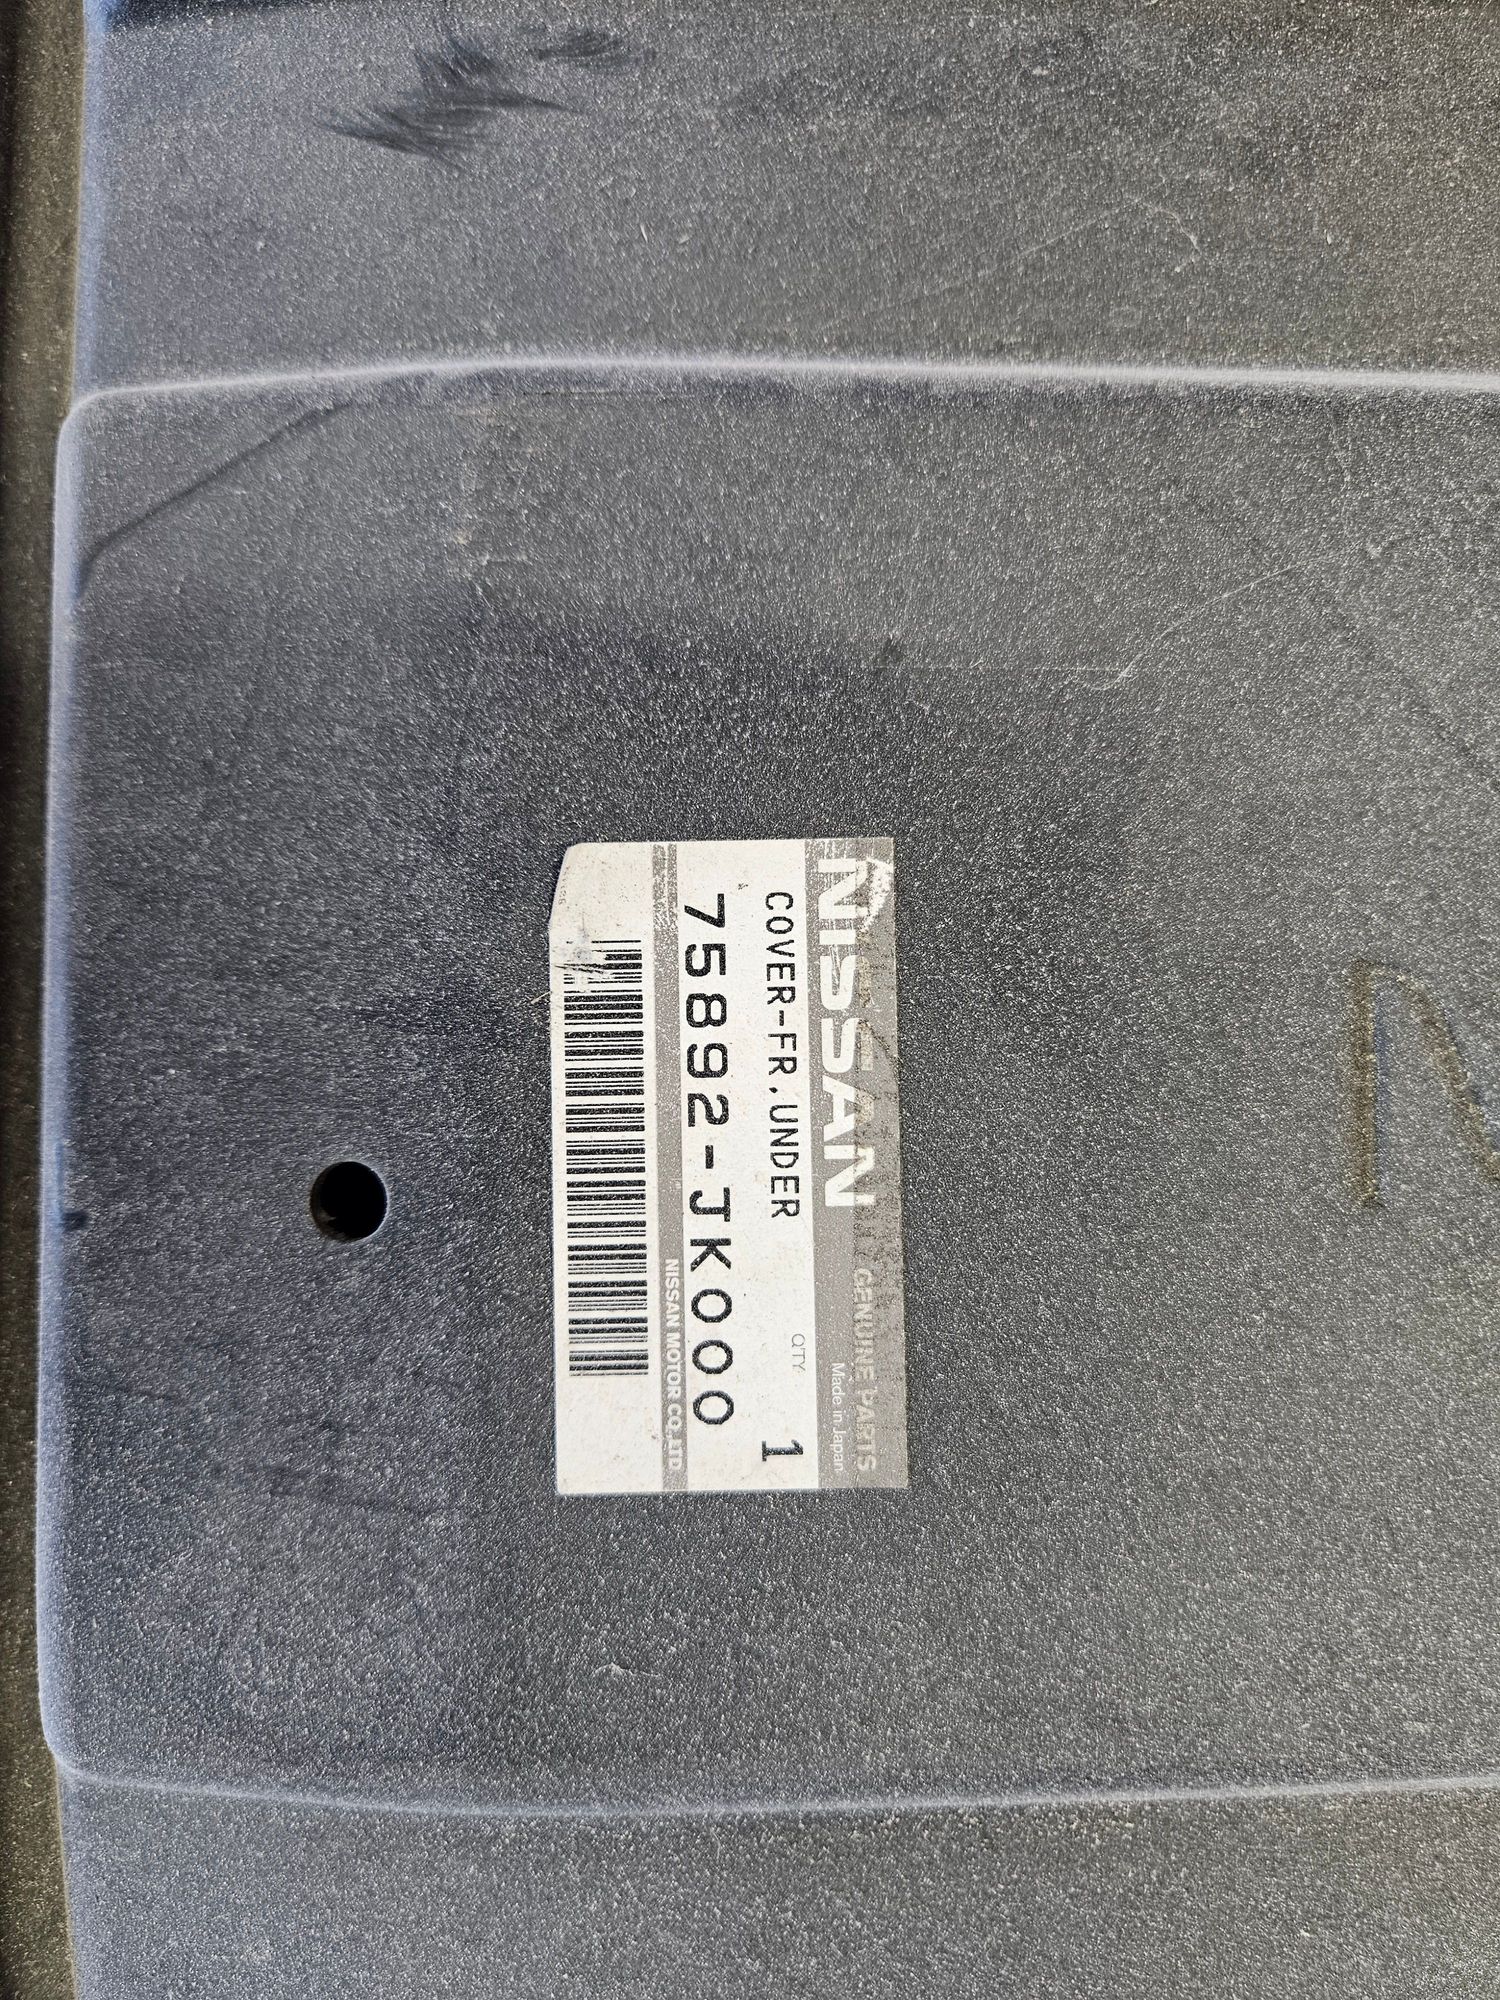 NISSAN GENUINE PARTS
Made in Japan
COVER-FR,UNDER QTY 1
75892-JK000
NISSAN MOTOR CO.,LTD.